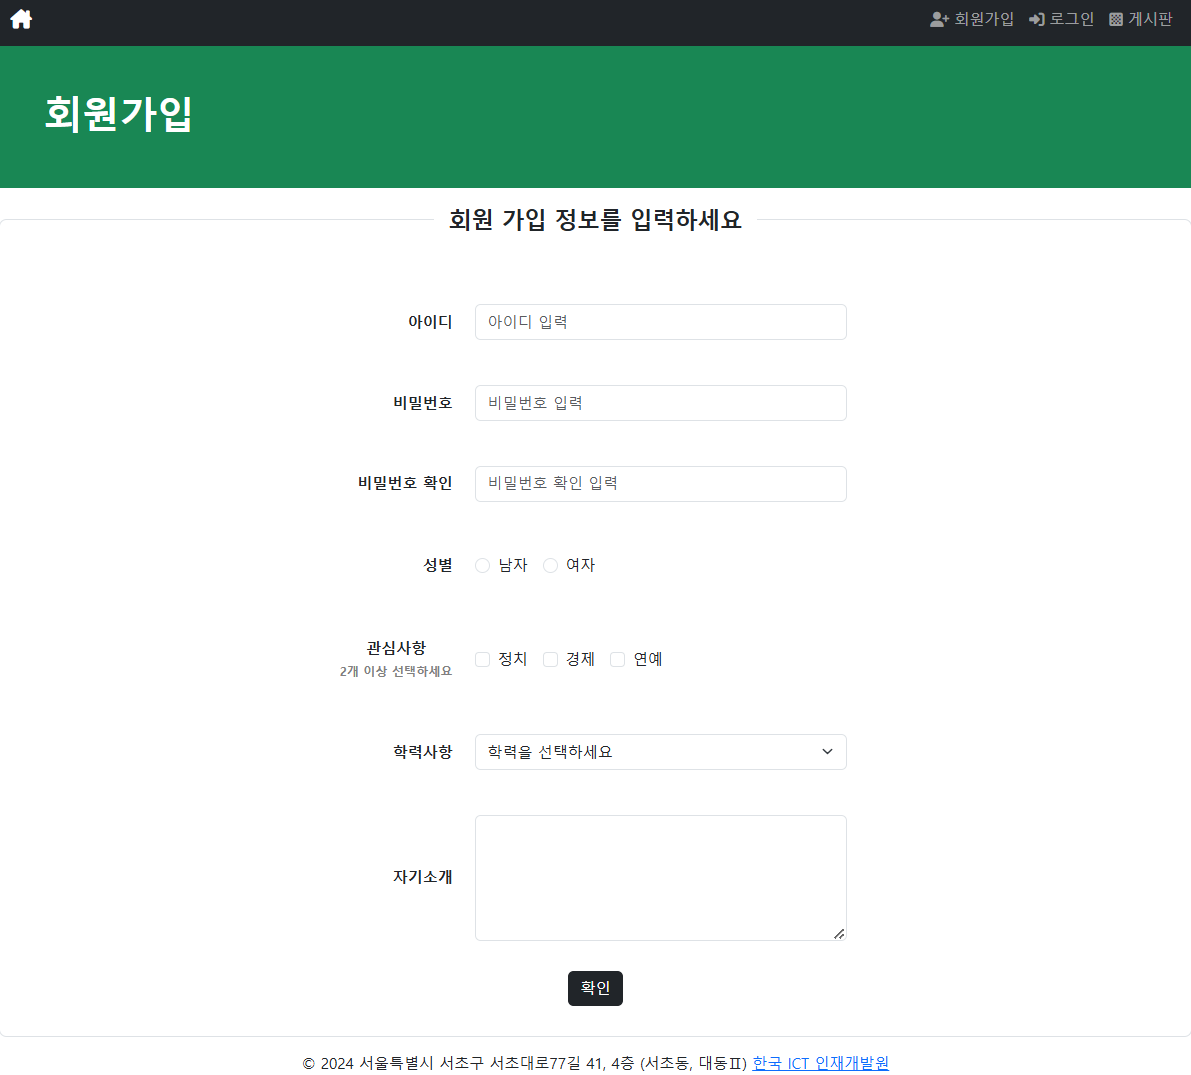 회원가입 로그인 게시판
회원가입
회원 가입 정보를 입력하세요
아이디 아이디 입력
비밀번호 비밀번호 입력
비밀번호 확인 비밀번호 확인 입력
성별 남자 여자
관심사항
2개 이상 선택하세요
정치 경제 연예
학력사항 학력을 선택하세요
자기소개
확인
© 2024 서울특별시 서초구 서초대로77길 41, 4층 (서초동, 대동Ⅱ) 한국 ICT 인재개발원